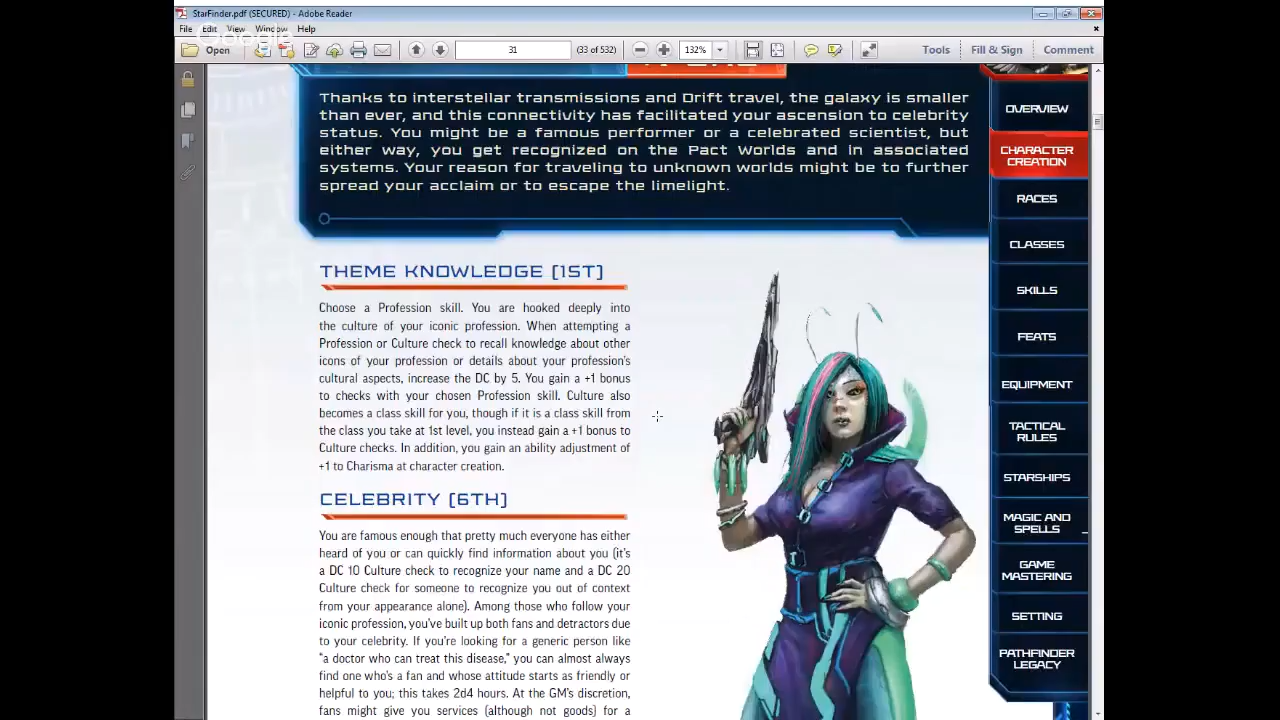 StarFinder.pdf (SECURED) - Adobe Reader
File Edit View Window Help
Google
Open 31 (33 of 532) 132% Tools Fill & Sign Comment
Thanks to interstellar transmissions and Drift travel, the galaxy is smaller
than ever, and this connectivity has facilitated your ascension to celebrity
status. You might be a famous performer or a celebrated scientist, but
either way, you get recognized on the Pact Worlds and in associated
systems. Your reason for traveling to unknown worlds might be to further
spread your acclaim or to escape the limelight.
THEME KNOWLEDGE (1ST)
Choose a Profession skill. You are hooked deeply into
the culture of your iconic profession. When attempting a
Profession or Culture check to recall knowledge about other
icons of your profession or details about your profession's
cultural aspects, increase the DC by 5. You gain a +1 bonus
to checks with your chosen Profession skill. Culture also
becomes a class skill for you, though if it is a class skill from
the class you take at 1st level, you instead gain a +1 bonus to
Culture checks. In addition, you gain an ability adjustment of
+1 to Charisma at character creation.
CELEBRITY (6TH)
You are famous enough that pretty much everyone has either
heard of you or can quickly find information about you (it's
a DC 10 Culture check to recognize your name and a DC 20
Culture check for someone to recognize you out of context
from your appearance alone). Among those who follow your
iconic profession, you've built up both fans and detractors due
to your celebrity. If you're looking for a generic person like
"a doctor who can treat this disease," you can almost always
find one who's a fan and whose attitude starts as friendly or
helpful to you; this takes 2d4 hours. At the GM's discretion,
fans might give you services (although not goods) for a
OVERVIEW
CHARACTER
CREATION
RACES
CLASSES
SKILLS
FEATS
EQUIPMENT
TACTICAL
RULES
STARSHIPS
MAGIC AND
SPELLS
GAME
MASTERING
SETTING
PATHFINDER
LEGACY